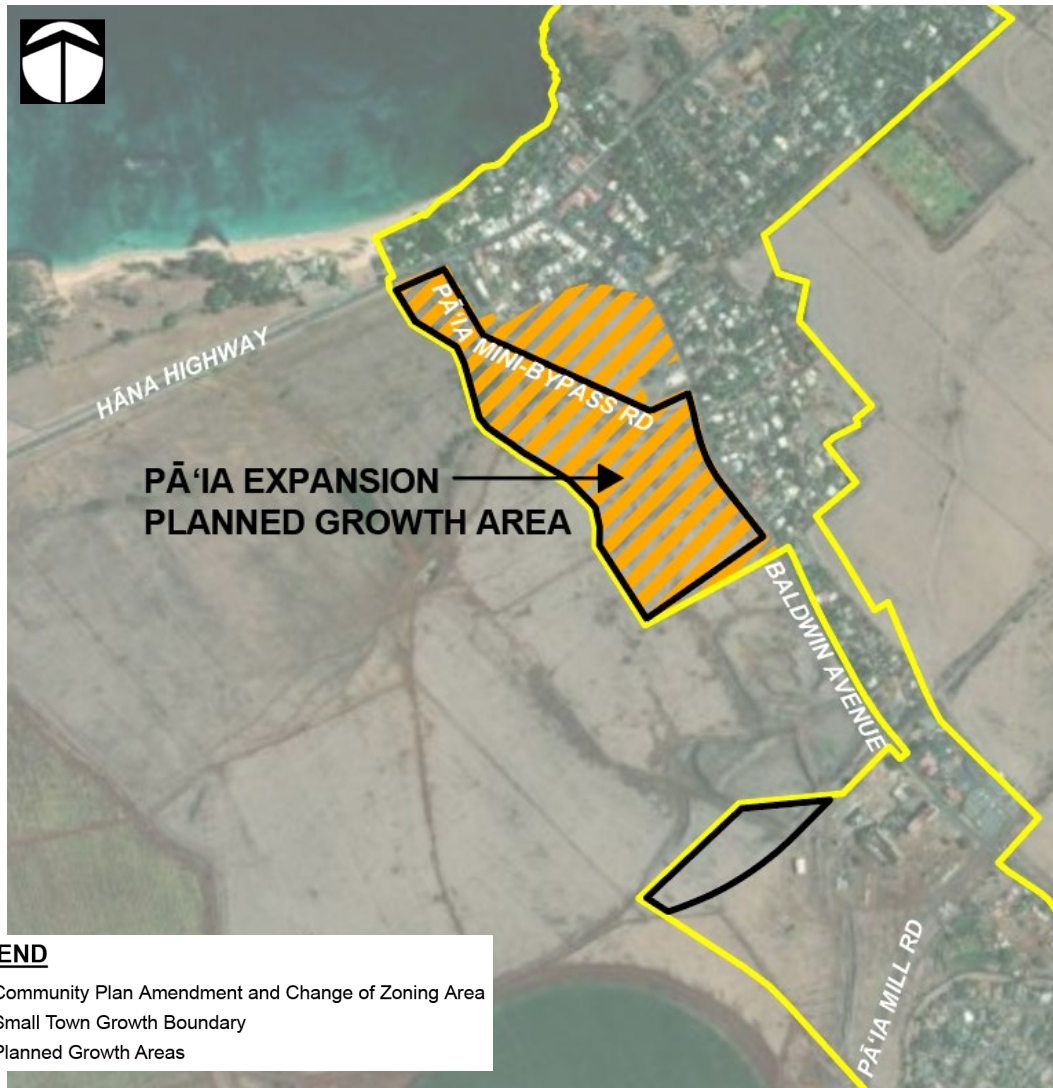 HĀNA HIGHWAY
PĀʻIA MINI-BYPASS RD
PĀʻIA EXPANSION
PLANNED GROWTH AREA
BALDWIN AVENUE
PĀʻIA MILL RD
END
Community Plan Amendment and Change of Zoning Area
Small Town Growth Boundary
Planned Growth Areas